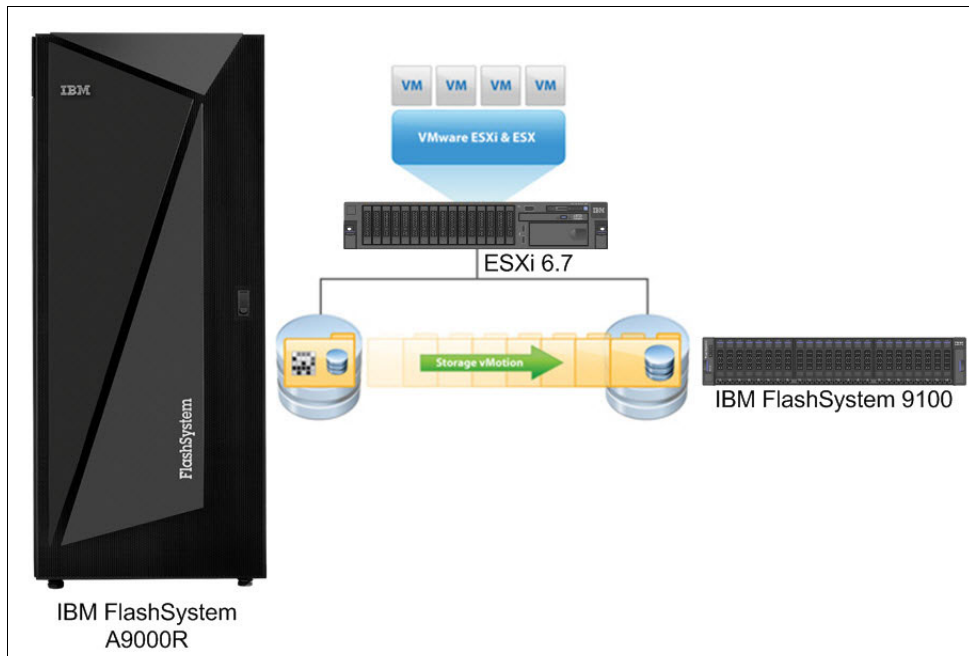 IBM
FlashSystem
IBM FlashSystem
A9000R
VM VM VM VM
VMware ESXi & ESX
IBM
ESXi 6.7
Storage vMotion
IBM
IBM FlashSystem 9100